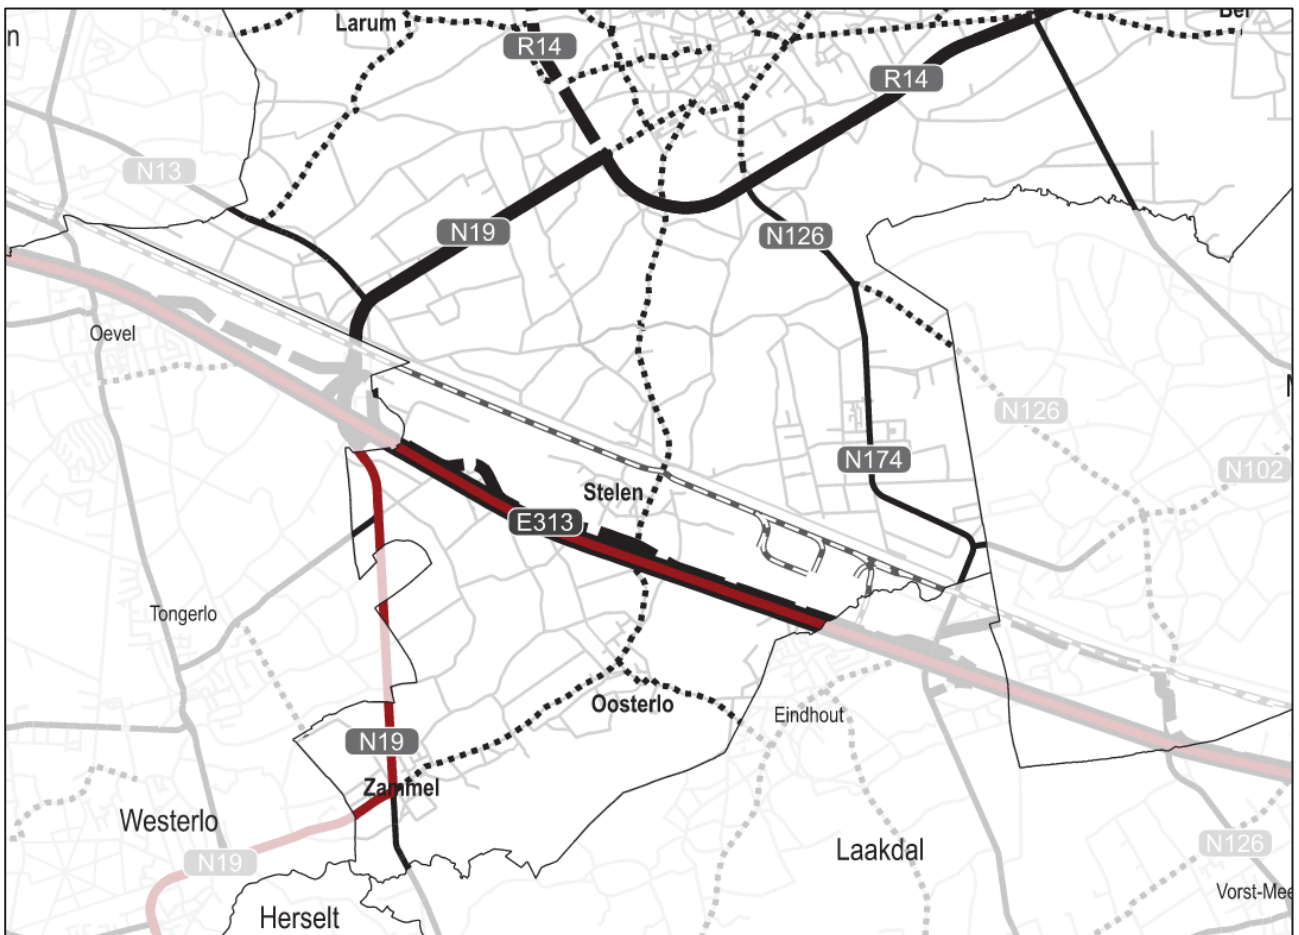 Larum
R14
n
R14
N13
N19
N126
Oevel
N126
N174
N102
Stelen
E313
Tongerlo
Oosterlo
Eindhout
N19
Zammel
Westerlo
N126
Laakdal
N19
Vorst-Mee
Herselt